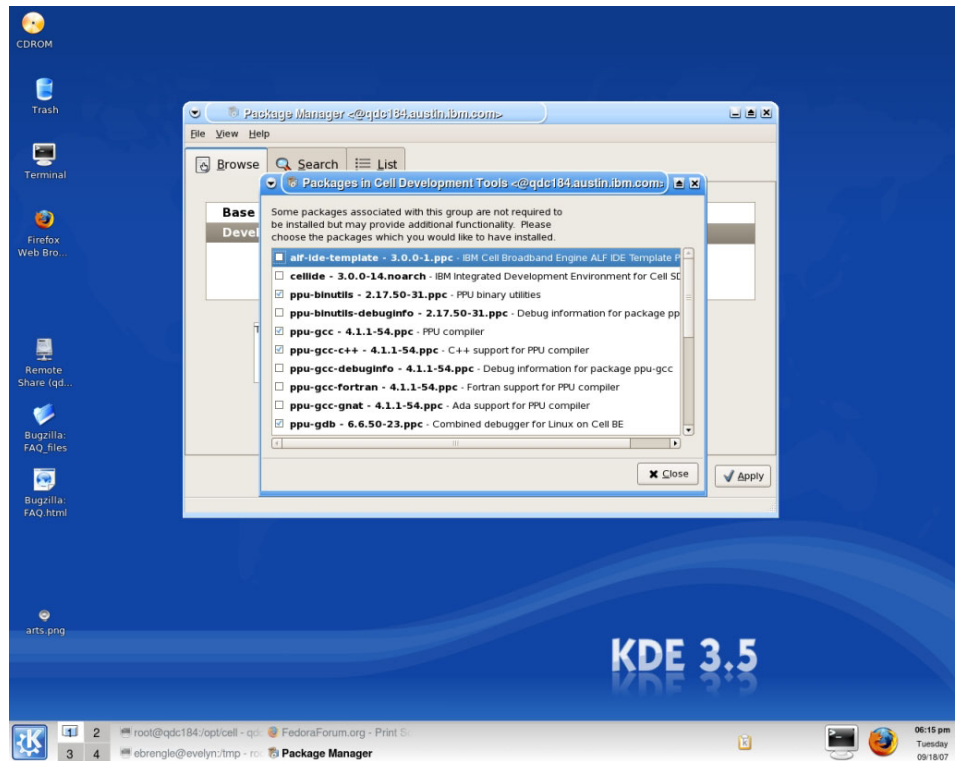 CDROM
Trash
Terminal
Firefox
Web Bro...
Remote
Share (qd...
Bugzilla:
FAQ_files
Bugzilla:
FAQ.html
arts.png
Package Manager <@qdc184.austin.ibm.com>
File View Help
Browse Search List
Base
Devel
Packages in Cell Development Tools <@qdc184.austin.ibm.com>
Some packages associated with this group are not required to
be installed but may provide additional functionality. Please
choose the packages which you would like to have installed.
alf-ide-template - 3.0.0-1.ppc - IBM Cell Broadband Engine ALF IDE Template P
cellide - 3.0.0-14.noarch - IBM Integrated Development Environment for Cell SD
ppu-binutils - 2.17.50-31.ppc - PPU binary utilities
ppu-binutils-debuginfo - 2.17.50-31.ppc - Debug information for package pp
ppu-gcc - 4.1.1-54.ppc - PPU compiler
ppu-gcc-c++ - 4.1.1-54.ppc - C++ support for PPU compiler
ppu-gcc-debuginfo - 4.1.1-54.ppc - Debug information for package ppu-gcc
ppu-gcc-fortran - 4.1.1-54.ppc - Fortran support for PPU compiler
ppu-gcc-gnat - 4.1.1-54.ppc - Ada support for PPU compiler
ppu-gdb - 6.6.50-23.ppc - Combined debugger for Linux on Cell BE
Close
Apply
KDE 3.5
1 2 root@qdc184:/opt/cell - qdc FedoraForum.org - Print
3 4 ebrengle@evelyn:/tmp - Package Manager
06:15 pm
Tuesday
09/18/07